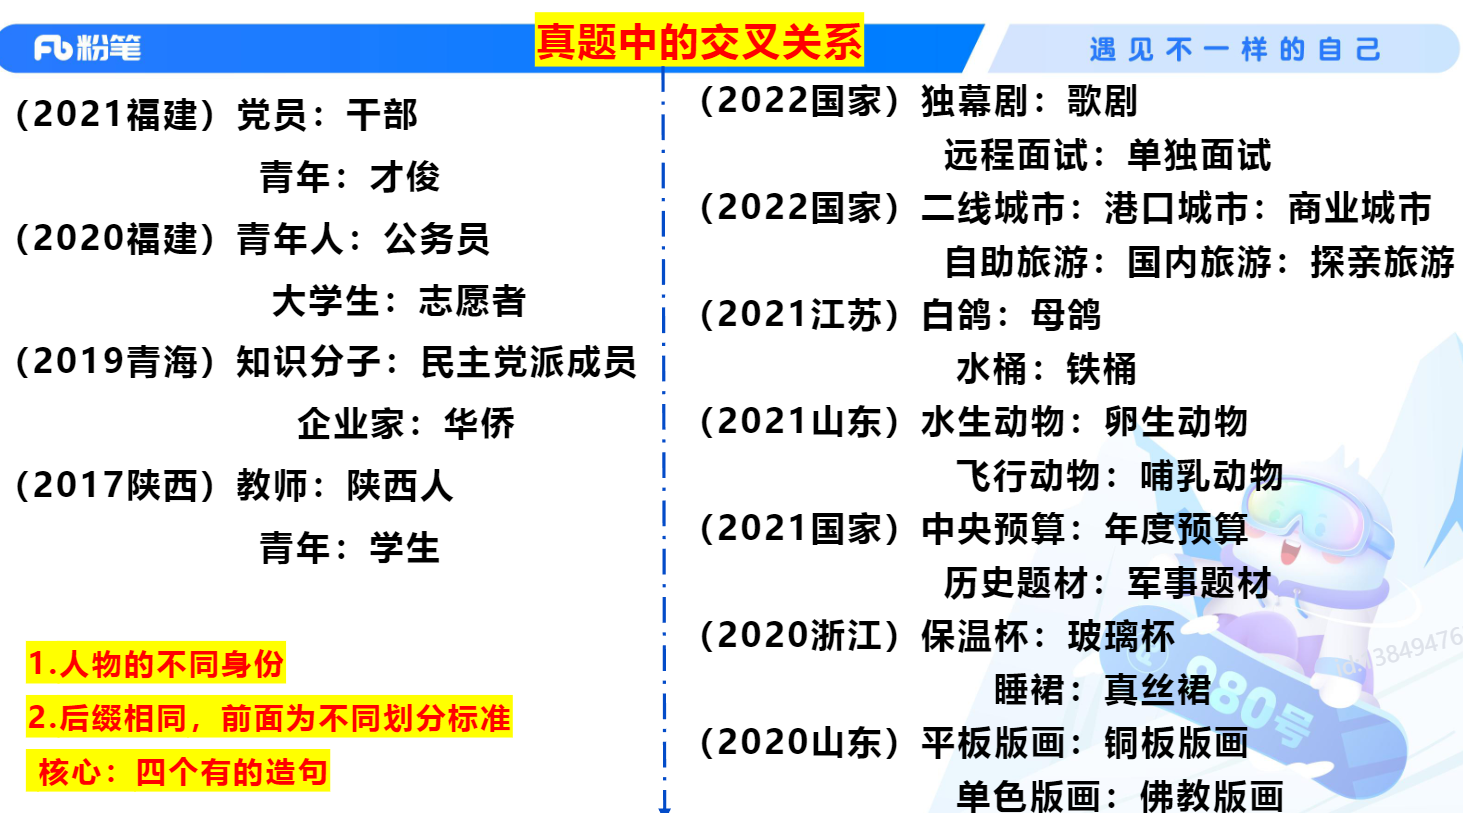 粉笔
真题中的交叉关系
遇见不一样的自己
（2021福建）党员：干部
青年：才俊
（2020福建）青年人：公务员
大学生：志愿者
（2019青海）知识分子：民主党派成员
企业家：华侨
（2017陕西）教师：陕西人
青年：学生
1.人物的不同身份
2.后缀相同，前面为不同划分标准
核心：四个有的造句
（2022国家）独幕剧：歌剧
远程面试：单独面试
（2022国家）二线城市：港口城市：商业城市
自助旅游：国内旅游：探亲旅游
（2021江苏）白鸽：母鸽
水桶：铁桶
（2021山东）水生动物：卵生动物
飞行动物：哺乳动物
（2021国家）中央预算：年度预算
历史题材：军事题材
（2020浙江）保温杯：玻璃杯
睡裙：真丝裙
（2020山东）平板版画：铜板版画
单色版画：佛教版画
980号